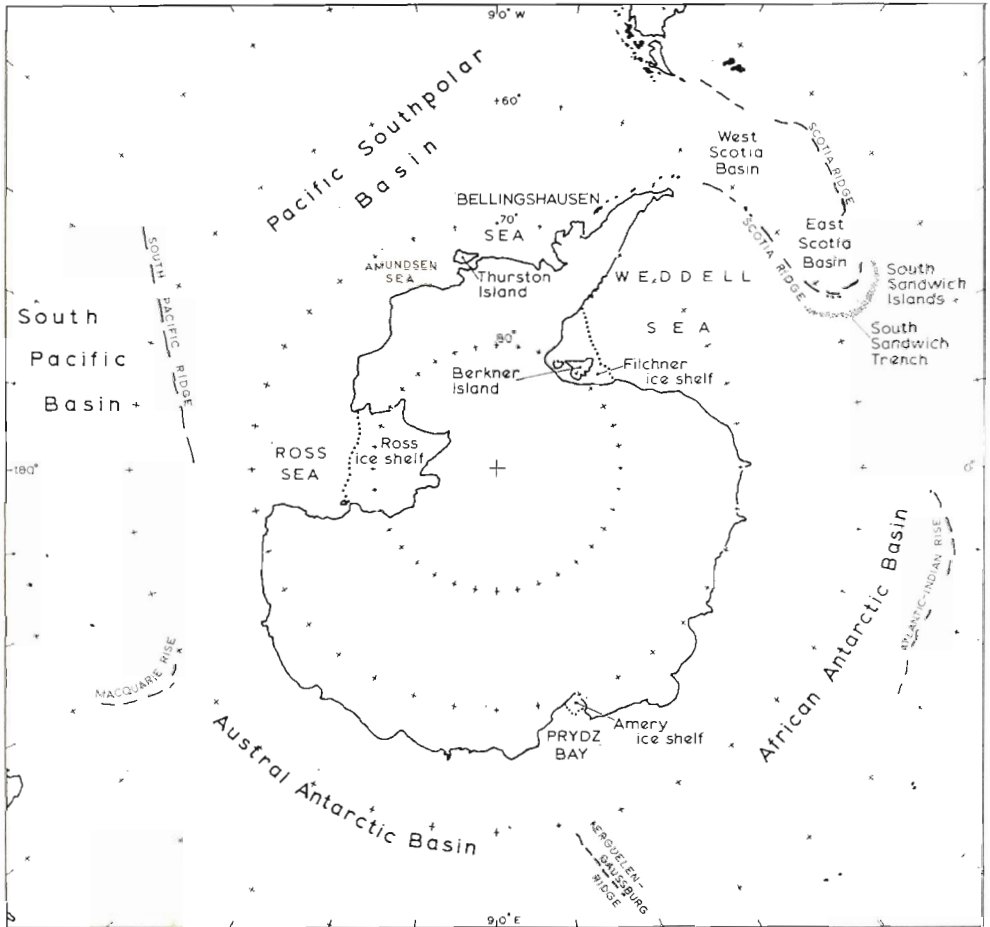 90° W
+60°
Pacific Southpolar
Basin
West
Scotia
Basin
SCOTIA RIDGE
BELLINGSHAUSEN
70°
SEA
East
Scotia
Basin
SCOTIA RIDGE
SOUTH PACIFIC RIDGE
AMUNDSEN
SEA
Thurston
Island
WEDDELL
SEA
South
Sandwich
Islands
South
Sandwich
Trench
South
Pacific
Basin
80°
Berkner
island
Filchner
ice shelf
ROSS
SEA
Ross
ice shelf
180°
0°
ATLANTIC-INDIAN RISE
African Antarctic Basin
MACQUARIE RISE
Amery
ice shelf
PRYDZ
BAY
Austral Antarctic Basin
KERGUELEN-
GAUSSBURG
RIDGE
90° E